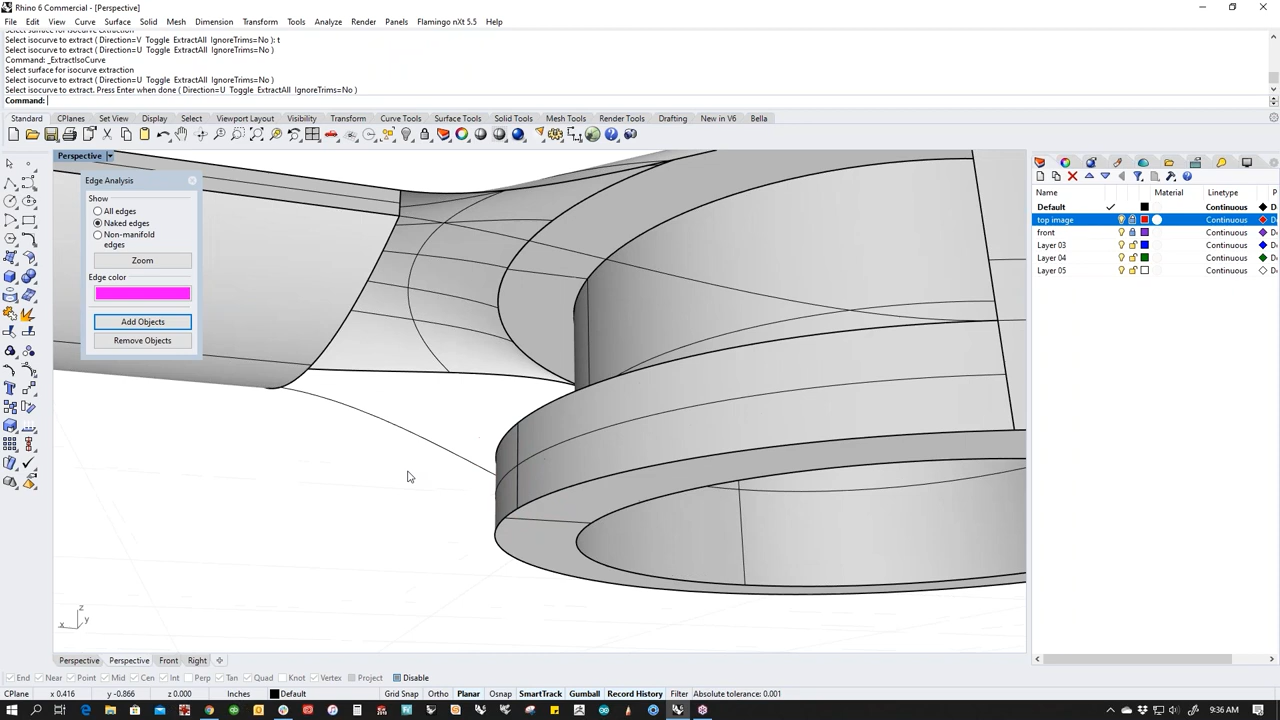 Rhino 6 Commercial - [Perspective]
File Edit View Curve Surface Solid Mesh Dimension Transform Tools Analyze Render Panels Flamingo nXt 5.5 Help
Select surface for isocurve extraction
Select isocurve to extract ( Direction=V Toggle ExtractAll IgnoreTrims=No ): t
Select isocurve to extract ( Direction=U Toggle ExtractAll IgnoreTrims=No )
Command: _ExtractIsoCurve
Select surface for isocurve extraction
Select isocurve to extract ( Direction=U Toggle ExtractAll IgnoreTrims=No )
Select isocurve to extract. Press Enter when done ( Direction=U Toggle ExtractAll IgnoreTrims=No )
Command:
Standard CPlanes Set View Display Select Viewport Layout Visibility Transform Curve Tools Surface Tools Solid Tools Mesh Tools Render Tools Drafting New in V6 Bella
Perspective
Edge Analysis
Show
All edges
Naked edges
Non-manifold
edges
Zoom
Edge color
Add Objects
Remove Objects
Name Material Linetype P
Default Continuous D
top image Continuous D
front Continuous D
Layer 03 Continuous D
Layer 04 Continuous D
Layer 05 Continuous D
z
x y
Perspective Perspective Front Right
End Near Point Mid Cen Int Perp Tan Quad Knot Vertex Project Disable
CPlane x 0.416 y -0.866 z 0.000 Inches Default Grid Snap Ortho Planar Osnap SmartTrack Gumball Record History Filter Absolute tolerance: 0.001
9:36 AM